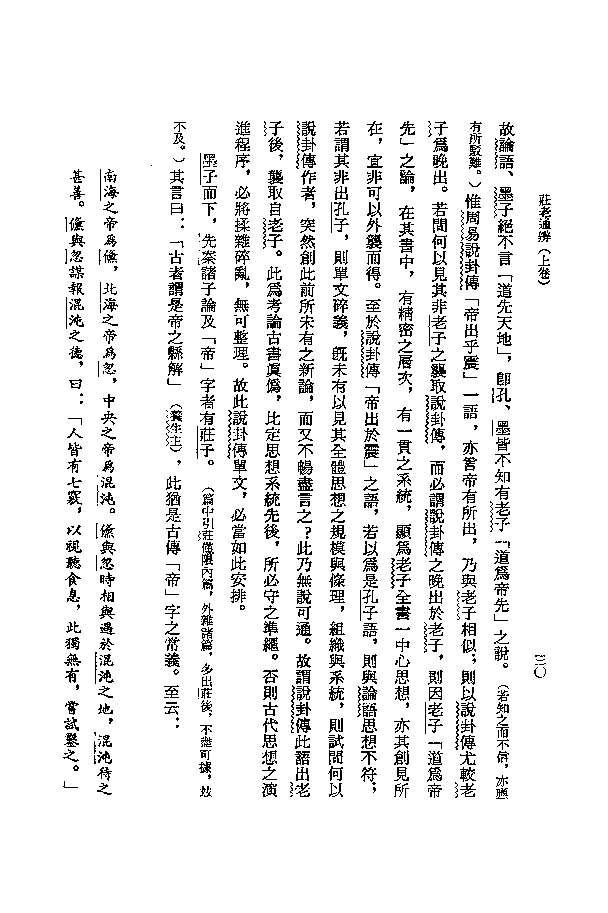 莊老通辨（上卷）
三〇
故論語、墨子絕不言「道先天地」，卽孔、墨皆不知有老子「道爲帝先」之說。（若知之而不信，亦應
有所駁難。）惟周易說卦傳「帝出乎震」一語，亦言帝有所出，乃與老子相似；則以說卦傳尤較老
子爲晚出。若問何以見其非老子之襲取說卦傳，而必謂說卦傳之晚出於老子，則因老子「道爲帝
先」之論，在其書中，有精密之層次，有一貫之系統，顯爲老子全書一中心思想，亦其創見所
在，宜非可以外襲而得。至於說卦傳「帝出於震」之語，若以爲是孔子語，則與論語思想不符；
若謂其非出孔子，則單文碎義，旣未有以見其全體思想之規模與條理，組織與系統，則試問何以
說卦傳作者，突然創此前所未有之新論，而又不暢盡言之？此乃無說可通。故謂說卦傳此語出老
子後，襲取自老子。此爲考論古書眞僞，比定思想系統先後，所必守之準繩。否則古代思想之演
進程序，必將揉雜碎亂，無可整理。故此說卦傳單文，必當如此安排。
墨子而下，先秦諸子論及「帝」字者有莊子。（篇中引莊僅限內篇，外雜諸篇，多出莊後，不盡可據，故
不及。）其言曰：「古者謂是帝之縣解」（養生主），此猶是古傳「帝」字之常義。至云：
南海之帝爲儵，北海之帝爲忽，中央之帝爲混沌。儵與忽時相與遇於混沌之地，混沌待之
甚善。儵與忽謀報混沌之德，曰：「人皆有七竅，以視聽食息，此獨無有，嘗試鑿之。」